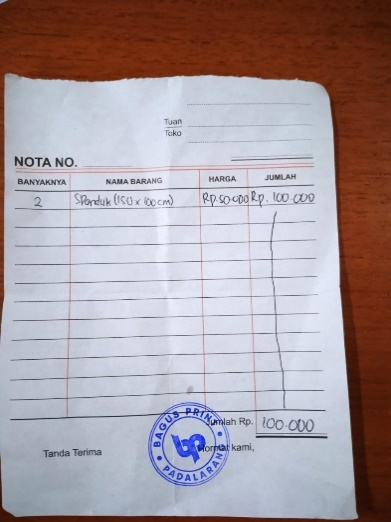 Tuan
Toko
NOTA NO.
BANYAKNYA NAMA BARANG HARGA JUMLAH
2 Spanduk (150 x 100 cm) Rp. 50.000 Rp. 100.000
Jumlah Rp. 100.000
Tanda Terima Hormat kami,
BAGUS PRINT
bp
PADALARANG